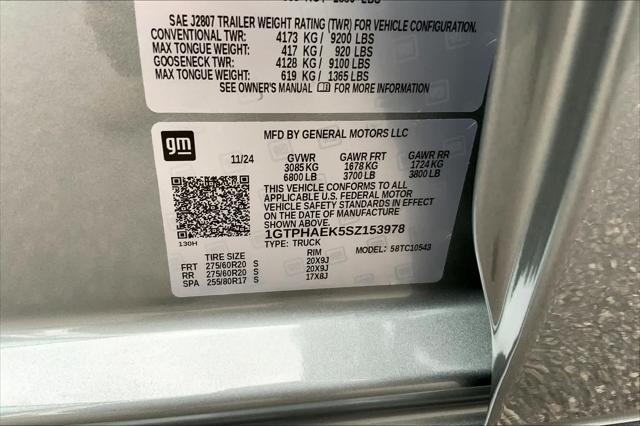 SAE J2807 TRAILER WEIGHT RATING (TWR) FOR VEHICLE CONFIGURATION.
CONVENTIONAL TWR: 4173 KG / 9200 LBS
MAX TONGUE WEIGHT: 417 KG / 920 LBS
GOOSENECK TWR: 4128 KG / 9100 LBS
MAX TONGUE WEIGHT: 619 KG / 1365 LBS
SEE OWNER'S MANUAL FOR MORE INFORMATION
gm
MFD BY GENERAL MOTORS LLC
11/24 GVWR GAWR FRT GAWR RR
3085 KG 1678 KG 1724 KG
6800 LB 3700 LB 3800 LB
THIS VEHICLE CONFORMS TO ALL
APPLICABLE U.S. FEDERAL MOTOR
VEHICLE SAFETY STANDARDS IN
EFFECT ON THE DATE OF MANUFACTURE
SHOWN ABOVE.
1GTPHAEK5SZ153978
130H
TYPE: TRUCK MODEL: 58TC10543
TIRE SIZE RIM
FRT 275/60R20 S 20X9J
RR 275/60R20 S 20X9J
SPA 255/80R17 S 17X8J